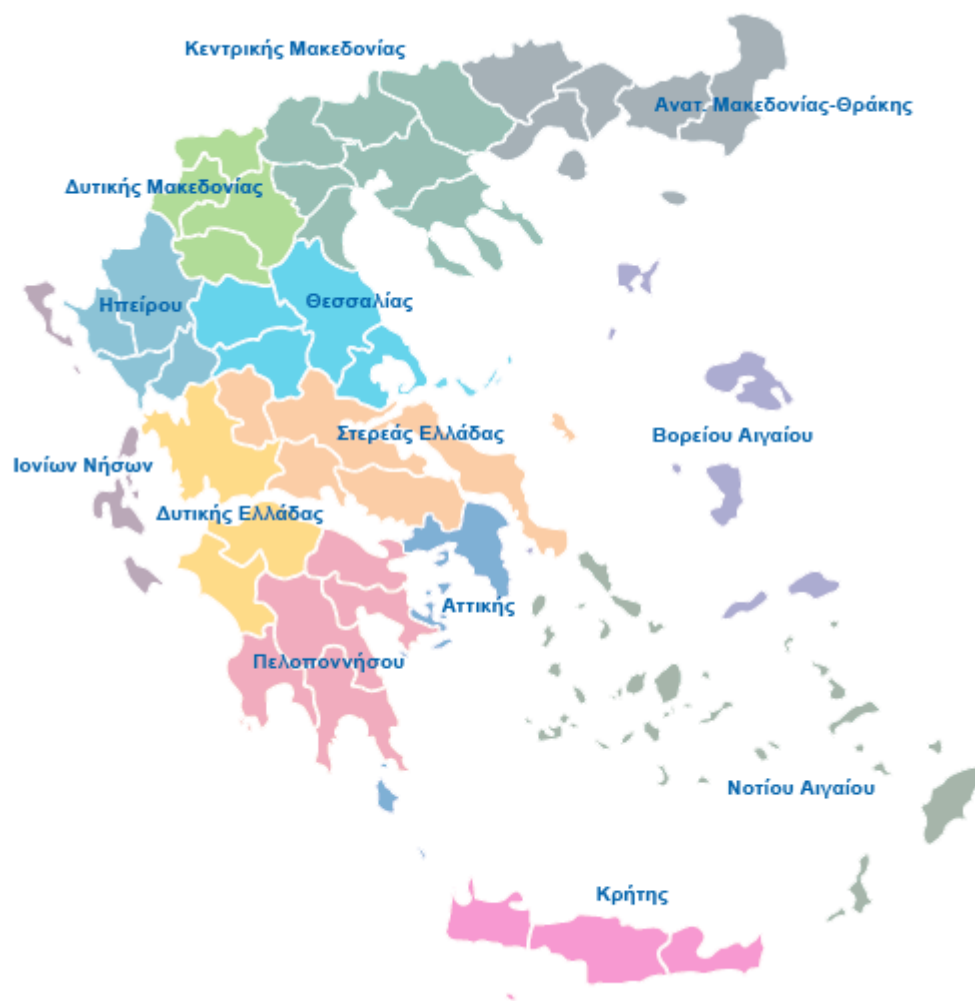 Κεντρικής Μακεδονίας
Ανατ. Μακεδονίας-Θράκης
Δυτικής Μακεδονίας
Ηπείρου
Θεσσαλίας
Στερεάς Ελλάδας
Βορείου Αιγαίου
Ιονίων Νήσων
Δυτικής Ελλάδας
Αττικής
Πελοποννήσου
Νοτίου Αιγαίου
Κρήτης